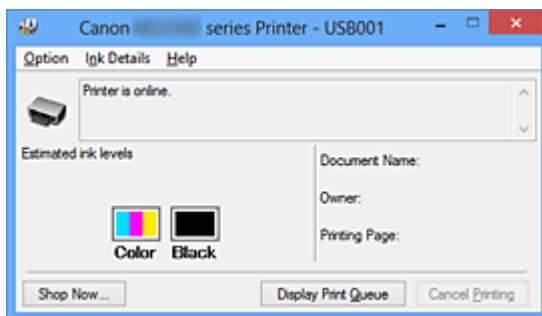 Canon series Printer - USB001
Option Ink Details Help
Printer is online.
Estimated ink levels
Document Name:
Owner:
Printing Page:
Color Black
Shop Now... Display Print Queue Cancel Printing